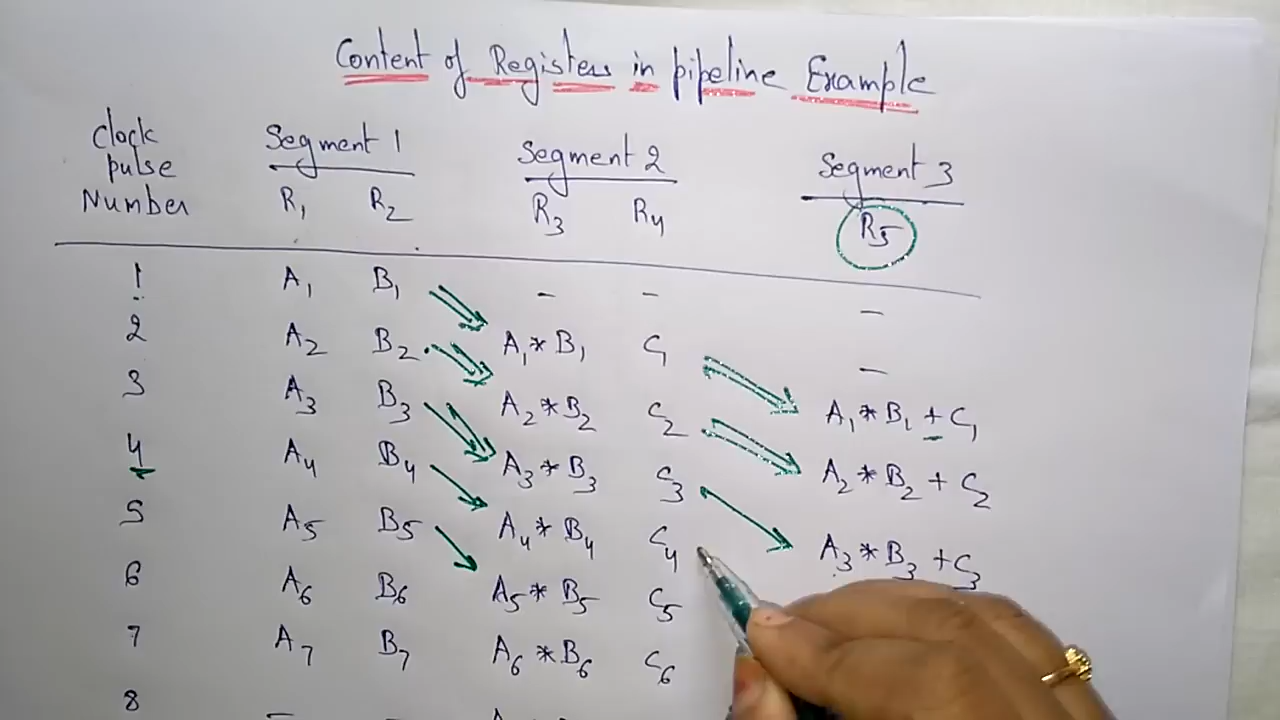 Content of Registers in pipeline Example
Clock pulse Number Segment 1 Segment 2 Segment 3
R1 R2 R3 R4 R5
1 A1 B1 - - -
2 A2 B2 A1 * B1 C1 -
3 A3 B3 A2 * B2 C2 A1 * B1 + C1
4 A4 B4 A3 * B3 C3 A2 * B2 + C2
5 A5 B5 A4 * B4 C4 A3 * B3 + C3
6 A6 B6 A5 * B5 C5
7 A7 B7 A6 * B6 C6
8 - -